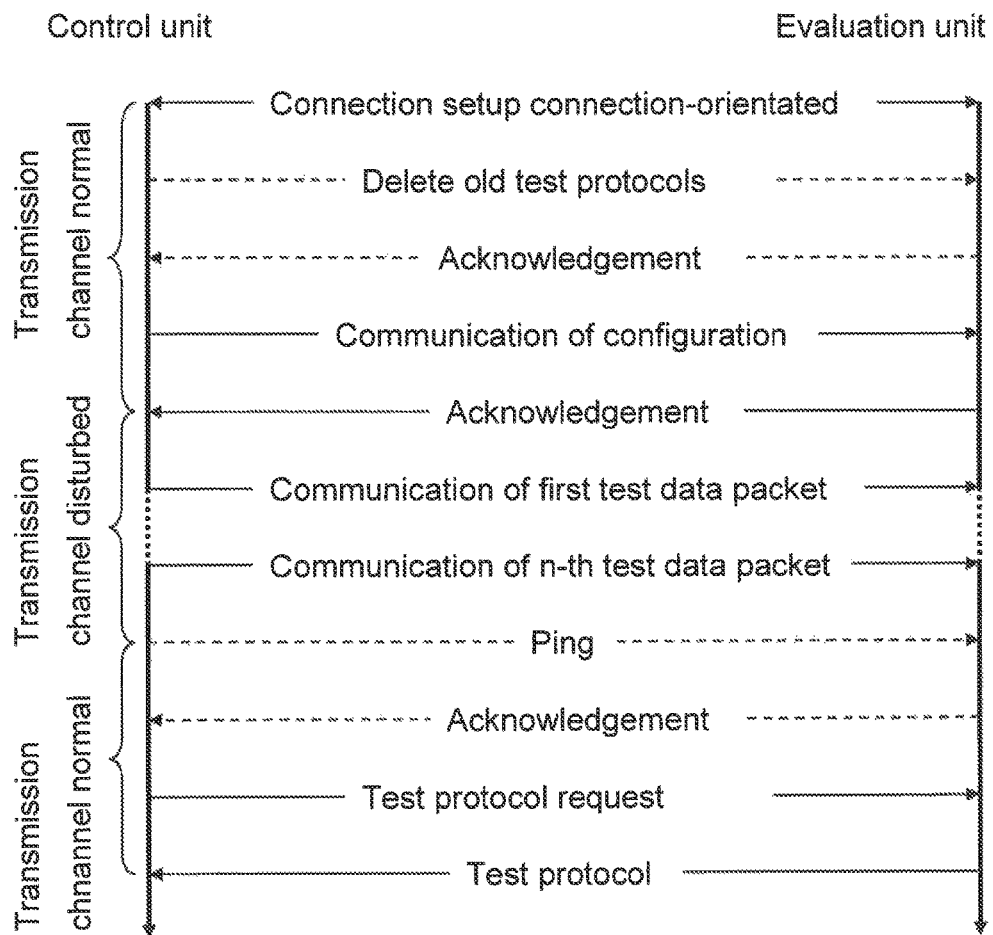 Control unit
Evaluation unit
Transmission
channel normal
Connection setup connection-orientated
Delete old test protocols
Acknowledgement
Communication of configuration
Acknowledgement
Transmission
channel disturbed
Communication of first test data packet
Communication of n-th test data packet
Ping
Transmission
chnannel normal
Acknowledgement
Test protocol request
Test protocol